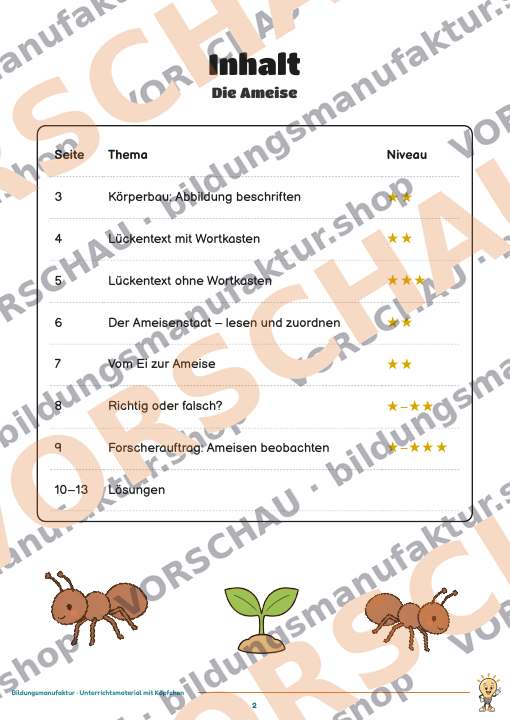 Inhalt
Die Ameise
Seite Thema Niveau
3 Körperbau: Abbildung beschriften ★★
4 Lückentext mit Wortkasten ★★
5 Lückentext ohne Wortkasten ★★★
6 Der Ameisenstaat – lesen und zuordnen ★★
7 Vom Ei zur Ameise ★★
8 Richtig oder falsch? ★–★★
9 Forscherauftrag: Ameisen beobachten ★–★★★
10–13 Lösungen
VORSCHAU · bildungsmanufaktur.shop
VORSCHAU
Bildungsmanufaktur · Unterrichtsmaterial mit Köpfchen
2